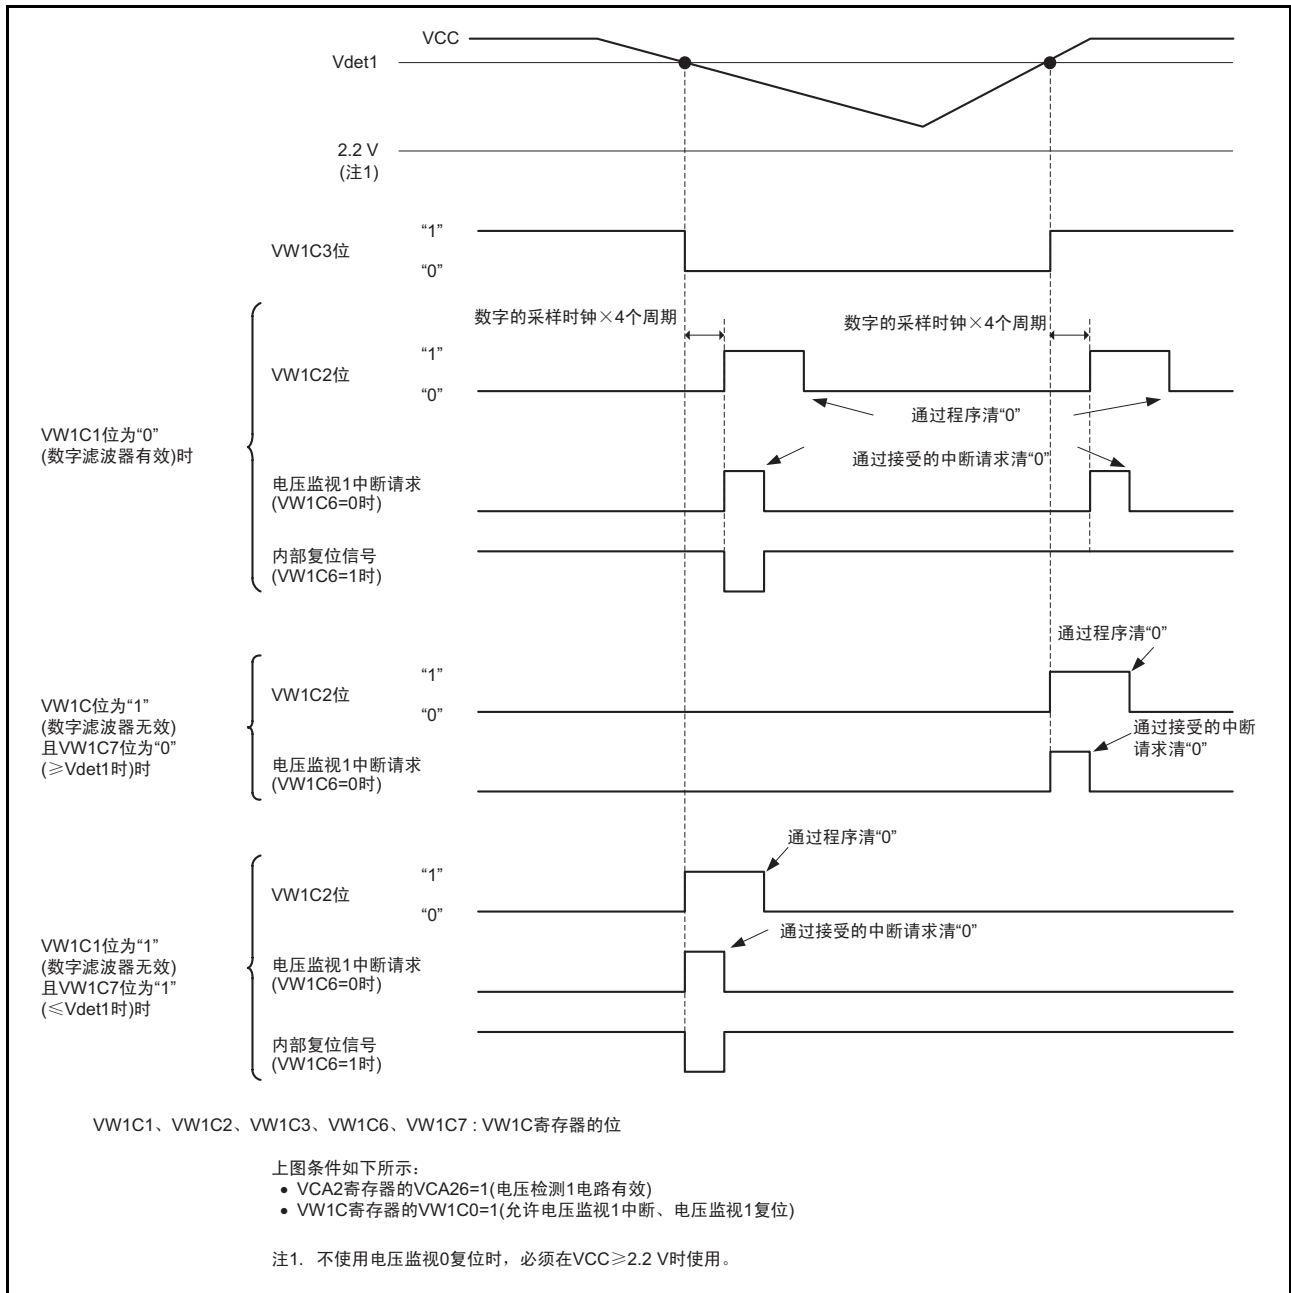 VCC
Vdet1
2.2 V
(注1)
VW1C3位
“1”
“0”
数字的采样时钟×4个周期
数字的采样时钟×4个周期
VW1C2位
“1”
“0”
通过程序清“0”
VW1C1位为“0”
(数字滤波器有效)时
通过接受的中断请求清“0”
电压监视1中断请求
(VW1C6=0时)
内部复位信号
(VW1C6=1时)
通过程序清“0”
VW1C2位
“1”
“0”
VW1C位为“1”
(数字滤波器无效)
且VW1C7位为“0”
(≥Vdet1时)时
通过接受的中断
请求清“0”
电压监视1中断请求
(VW1C6=0时)
通过程序清“0”
VW1C2位
“1”
“0”
通过接受的中断请求清“0”
VW1C1位为“1”
(数字滤波器无效)
且VW1C7位为“1”
(≤Vdet1时)时
电压监视1中断请求
(VW1C6=0时)
内部复位信号
(VW1C6=1时)
VW1C1、VW1C2、VW1C3、VW1C6、VW1C7 : VW1C寄存器的位
上图条件如下所示：
• VCA2寄存器的VCA26=1(电压检测1电路有效)
• VW1C寄存器的VW1C0=1(允许电压监视1中断、电压监视1复位)
注1. 不使用电压监视0复位时，必须在VCC≥2.2 V时使用。